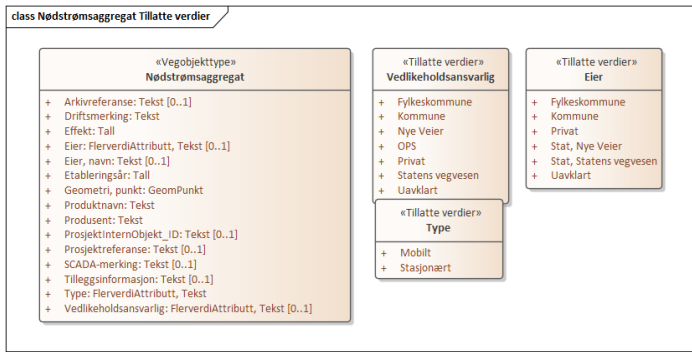 class Nødstrømsaggregat Tillatte verdier
«Vegobjekttype»
Nødstrømsaggregat
+ Arkivreferanse: Tekst [0..1]
+ Driftsmerking: Tekst
+ Effekt: Tall
+ Eier: FlerverdiAttributt, Tekst [0..1]
+ Eier, navn: Tekst [0..1]
+ Etableringsår: Tall
+ Geometri, punkt: GeomPunkt
+ Produktnavn: Tekst
+ Produsent: Tekst
+ ProsjektInternObjekt_ID: Tekst [0..1]
+ Prosjektreferanse: Tekst [0..1]
+ SCADA-merking: Tekst [0..1]
+ Tilleggsinformasjon: Tekst [0..1]
+ Type: FlerverdiAttributt, Tekst
+ Vedlikeholdsansvarlig: FlerverdiAttributt, Tekst [0..1]
«Tillatte verdier»
Vedlikeholdsansvarlig
+ Fylkeskommune
+ Kommune
+ Nye Veier
+ OPS
+ Privat
+ Statens vegvesen
+ Uavklart
«Tillatte verdier»
Type
+ Mobilt
+ Stasjonært
«Tillatte verdier»
Eier
+ Fylkeskommune
+ Kommune
+ Privat
+ Stat, Nye Veier
+ Stat, Statens vegvesen
+ Uavklart